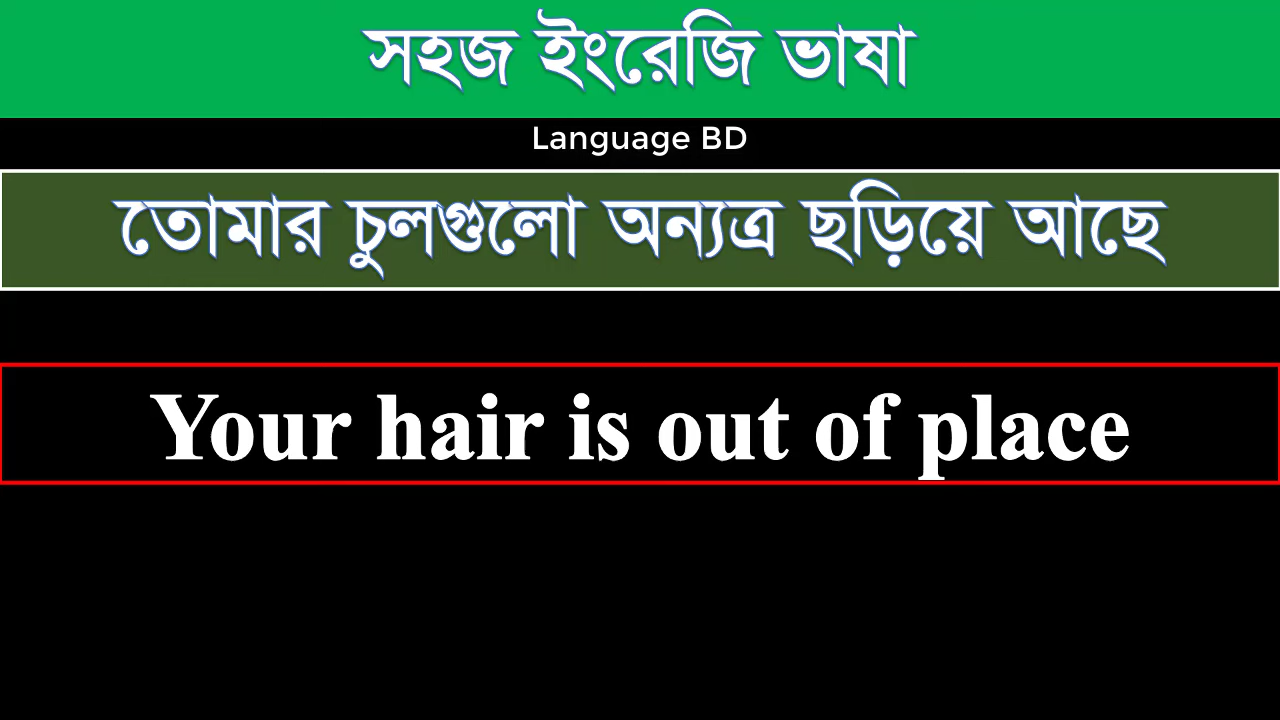 সহজ ইংরেজি ভাষা
Language BD
তোমার চুলগুলো অন্যত্র ছড়িয়ে আছে
Your hair is out of place